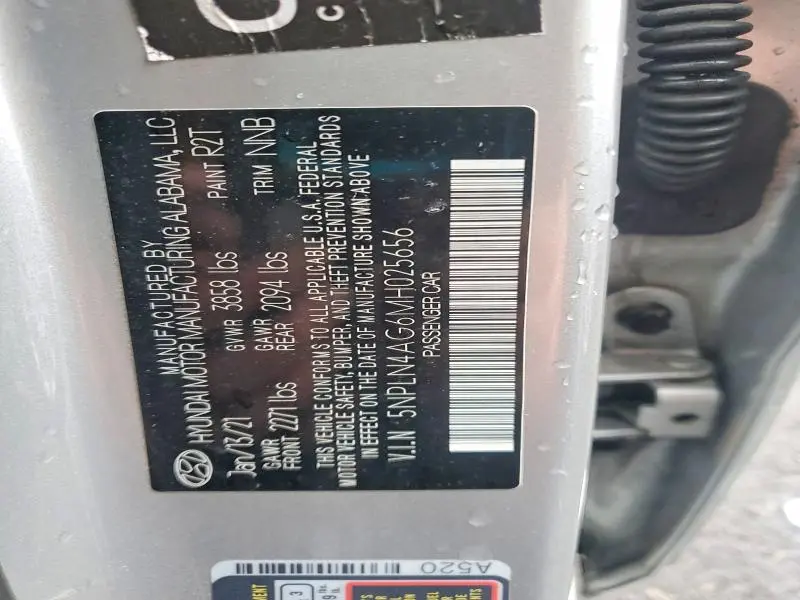 C
MANUFACTURED BY
HYUNDAI MOTOR MANUFACTURING ALABAMA, LLC
Jan/13/21 GVWR 3858 lbs PAINT R2T
GAWR FRONT 2271 lbs GAWR REAR 2094 lbs TRIM NNB
THIS VEHICLE CONFORMS TO ALL APPLICABLE U.S.A. FEDERAL
MOTOR VEHICLE SAFETY, BUMPER, AND THEFT PREVENTION STANDARDS
IN EFFECT ON THE DATE OF MANUFACTURE SHOWN ABOVE
V.I.N 5NPLN4AG6MH025656
PASSENGER CAR
A520